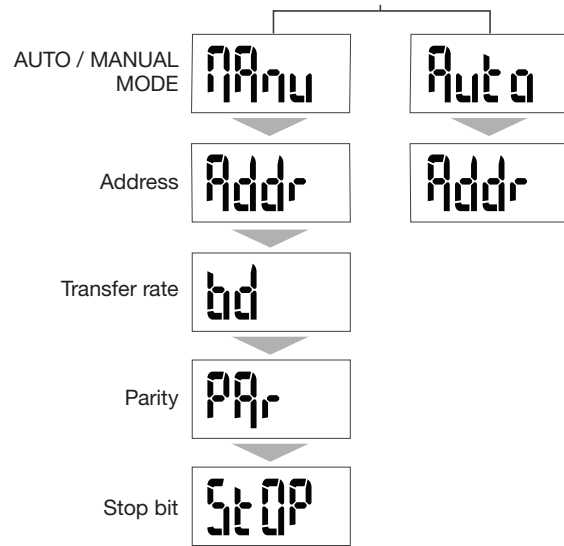 AUTO / MANUAL
MODE
MAnu
Auto
Address
Addr
Addr
Transfer rate
bd
Parity
PAr
Stop bit
StOP